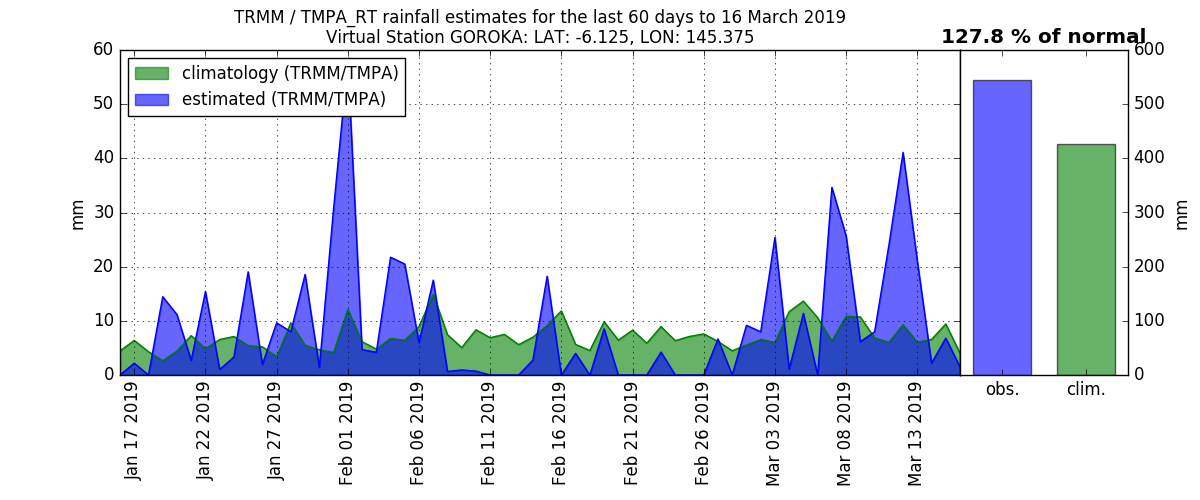 TRMM / TMPA_RT rainfall estimates for the last 60 days to 16 March 2019
Virtual Station GOROKA: LAT: -6.125, LON: 145.375
127.8 % of normal
climatology (TRMM/TMPA)
estimated (TRMM/TMPA)
60
50
40
30
20
10
0
mm
Jan 17 2019
Jan 22 2019
Jan 27 2019
Feb 01 2019
Feb 06 2019
Feb 11 2019
Feb 16 2019
Feb 21 2019
Feb 26 2019
Mar 03 2019
Mar 08 2019
Mar 13 2019
600
500
400
300
200
100
0
mm
obs.
clim.